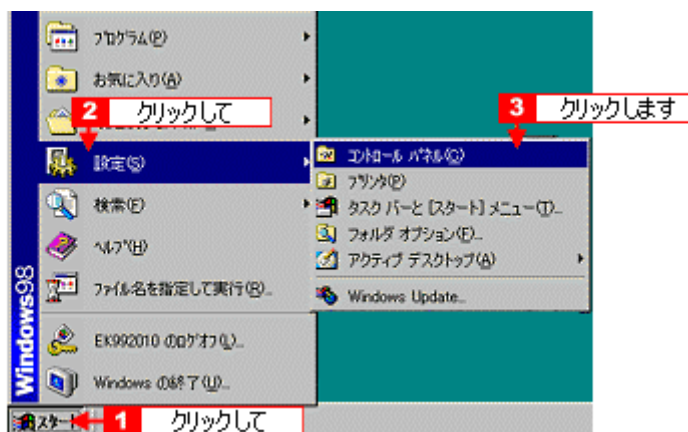 プログラム(P)
お気に入り(A)
2 クリックして
設定(S)
検索(F)
ヘルプ(H)
ファイル名を指定して実行(R)...
EK992010 のログオフ(L)...
Windows の終了(U)...
Windows98
スタート
1 クリックして
3 クリックします
コントロール パネル(C)
プリンタ(P)
タスク バーと [スタート] メニュー(T)...
フォルダ オプション(F)...
アクティブ デスクトップ(A)
Windows Update...